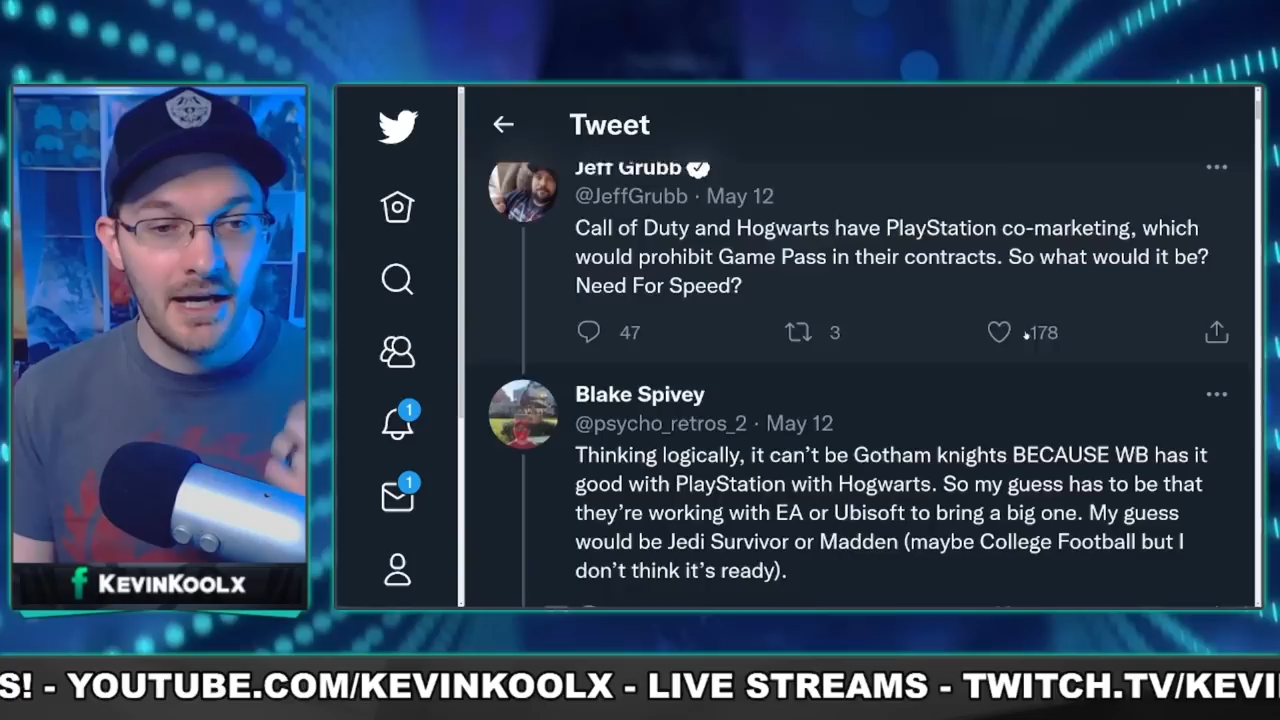 Tweet
Jeff Grubb
@JeffGrubb · May 12
Call of Duty and Hogwarts have PlayStation co-marketing, which
would prohibit Game Pass in their contracts. So what would it be?
Need For Speed?
47 3 178
Blake Spivey
@psycho_retros_2 · May 12
Thinking logically, it can’t be Gotham knights BECAUSE WB has it
good with PlayStation with Hogwarts. So my guess has to be that
they’re working with EA or Ubisoft to bring a big one. My guess
would be Jedi Survivor or Madden (maybe College Football but I
don’t think it’s ready).
1
1
f KEVINKOOLX
S! - YOUTUBE.COM/KEVINKOOLX - LIVE STREAMS - TWITCH.TV/KEVI